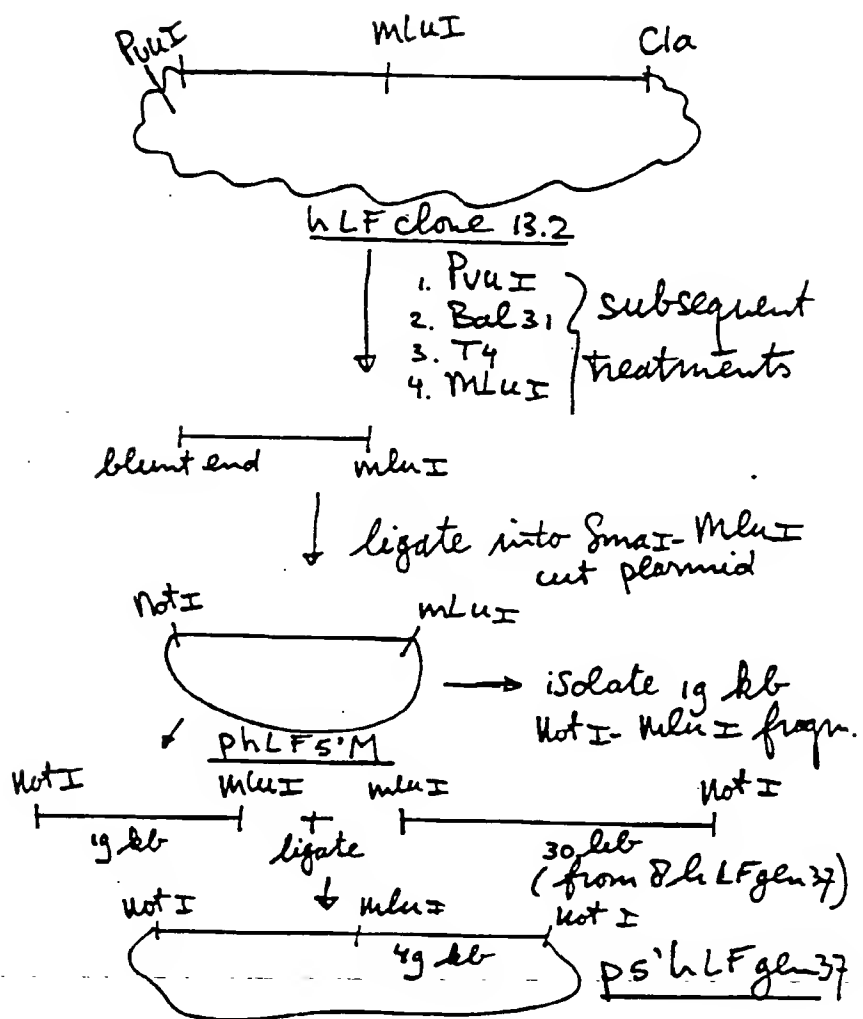 PvuI mLuI Cla
hLF clone 13.2
1. PvuI
2. Bal31
3. T4
4. MLuI
subsequent
treatments
blunt end mluI
ligate into SmaI-MluI
cut plasmid
NotI mLuI
isolate 19 kb
NotI-MluI fragm.
phLF5'M
NotI MluI mluI NotI
19 kb + 30 kb
ligate (from 8hLFgen37)
NotI mluI NotI
49 kb
p5'hLFgen37